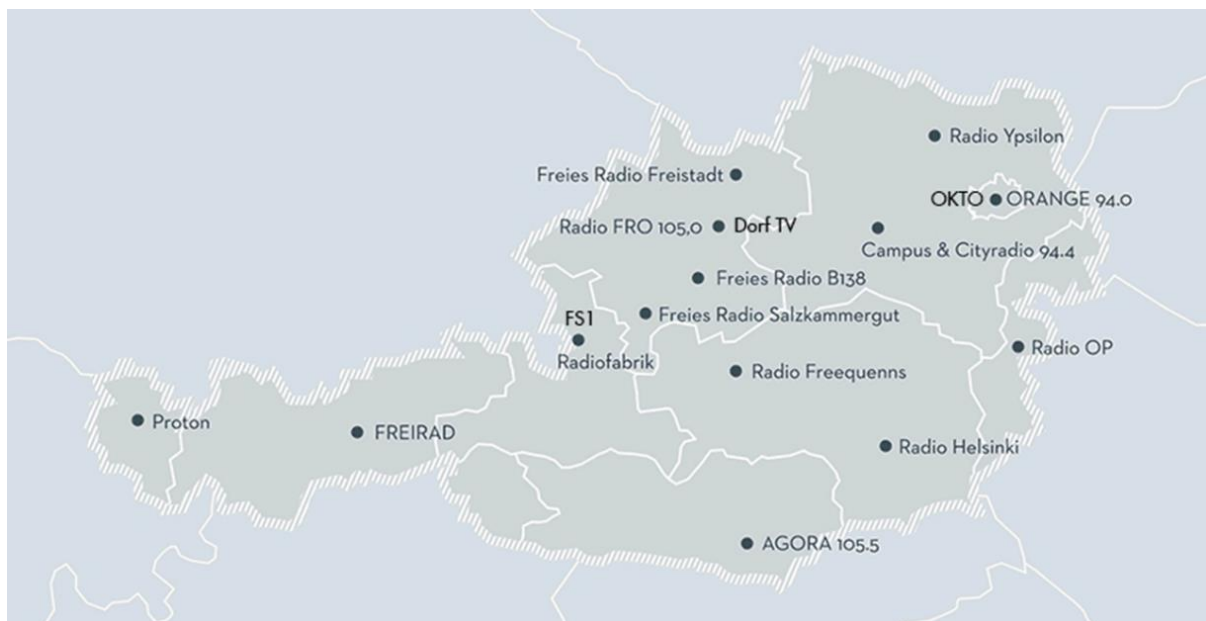 Radio Ypsilon
Freies Radio Freistadt
OKTO ORANGE 94.0
Radio FRO 105,0 Dorf TV
Campus & Cityradio 94.4
Freies Radio B138
FS1
Freies Radio Salzkammergut
Radio OP
Radiofabrik
Radio Freequenns
Proton
FREIRAD
Radio Helsinki
AGORA 105.5